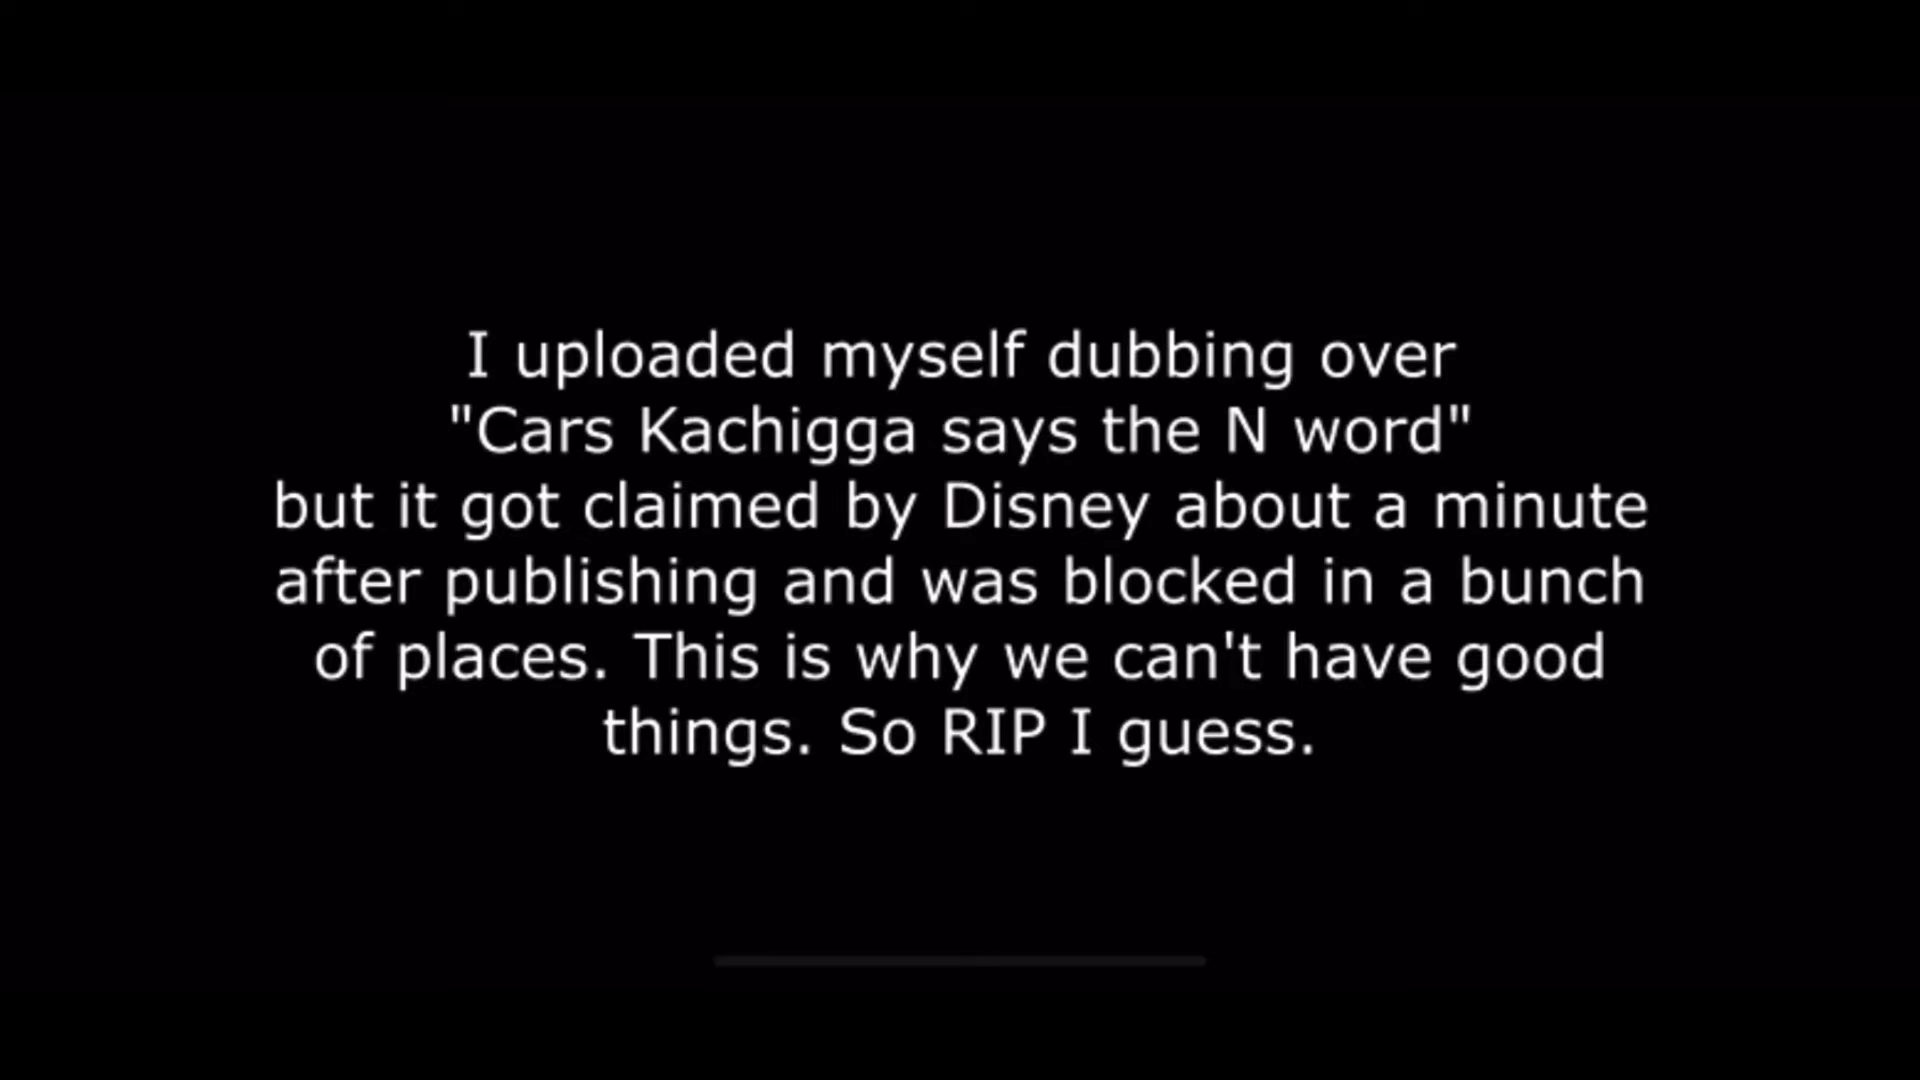 I uploaded myself dubbing over
"Cars Kachigga says the N word"
but it got claimed by Disney about a minute
after publishing and was blocked in a bunch
of places. This is why we can't have good
things. So RIP I guess.